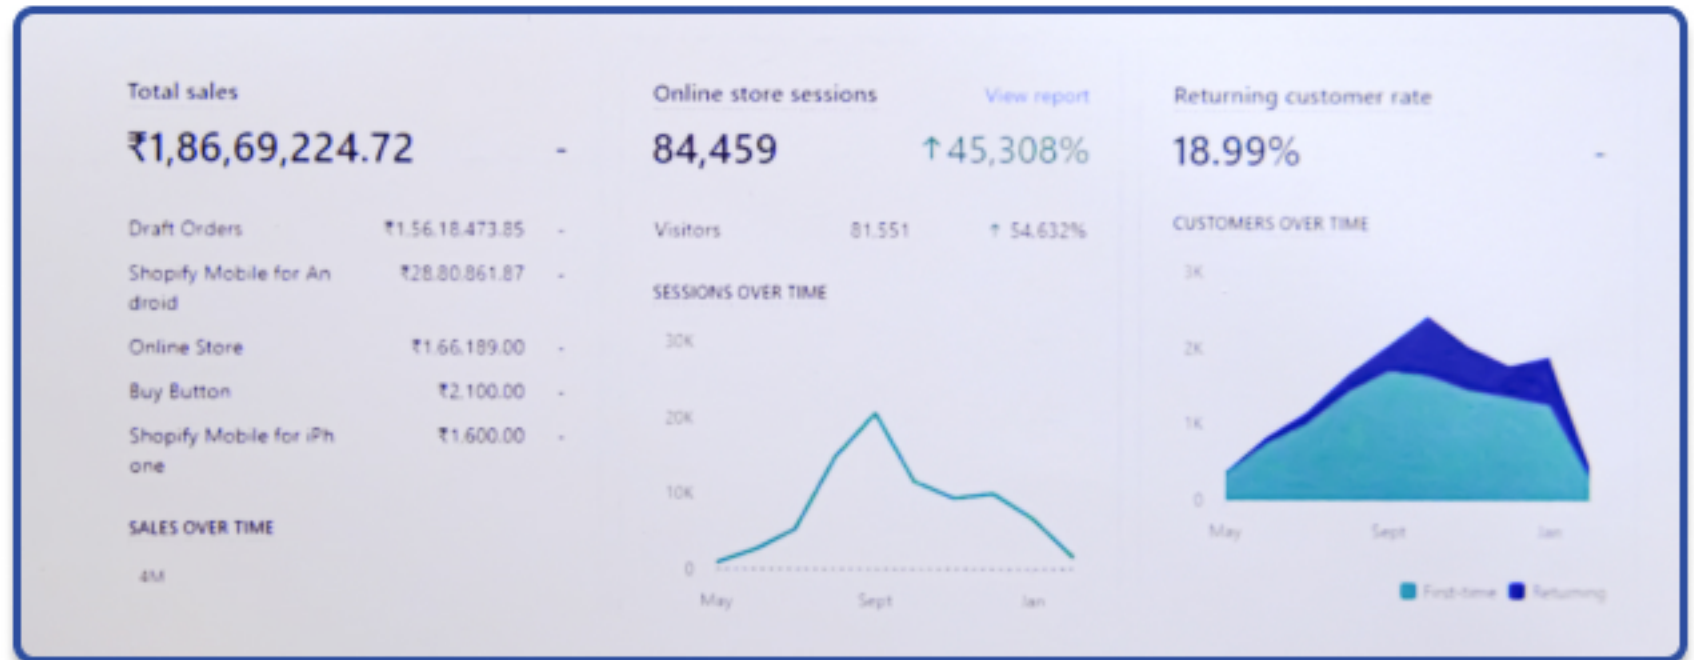 Total sales
₹1,86,69,224.72 -
Draft Orders ₹1.56.18.473.85 -
Shopify Mobile for An
droid ₹28.80.861.87 -
Online Store ₹1.66.189.00 -
Buy Button ₹2.100.00 -
Shopify Mobile for iPh
one ₹1.600.00 -
SALES OVER TIME
4M
Online store sessions View report
84,459 ↑45,308%
Visitors 81.551 ↑ 54.632%
SESSIONS OVER TIME
30K
20K
10K
0
May Sept Jan
Returning customer rate
18.99% -
CUSTOMERS OVER TIME
3K
2K
1K
0
May Sept Jan
First-time Returning